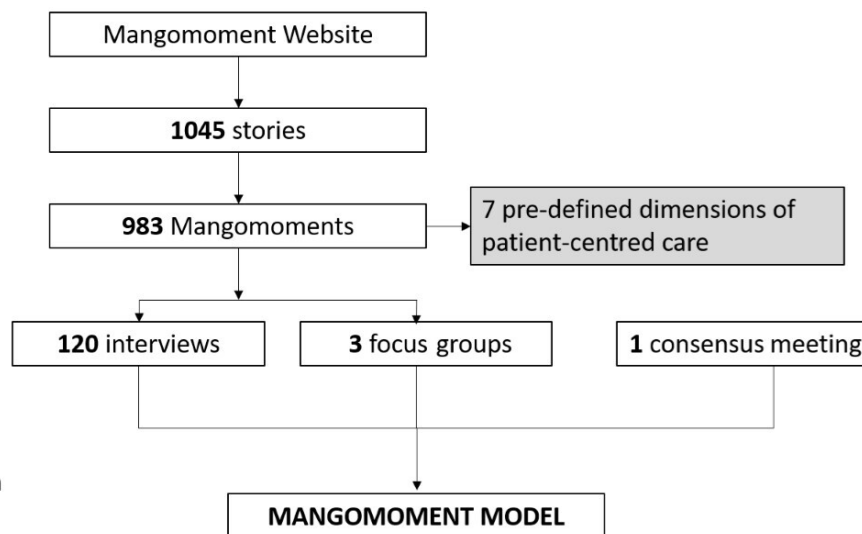 Mangomoment Website
1045 stories
983 Mangomoments
7 pre-defined dimensions of
patient-centred care
120 interviews
3 focus groups
1 consensus meeting
MANGOMOMENT MODEL